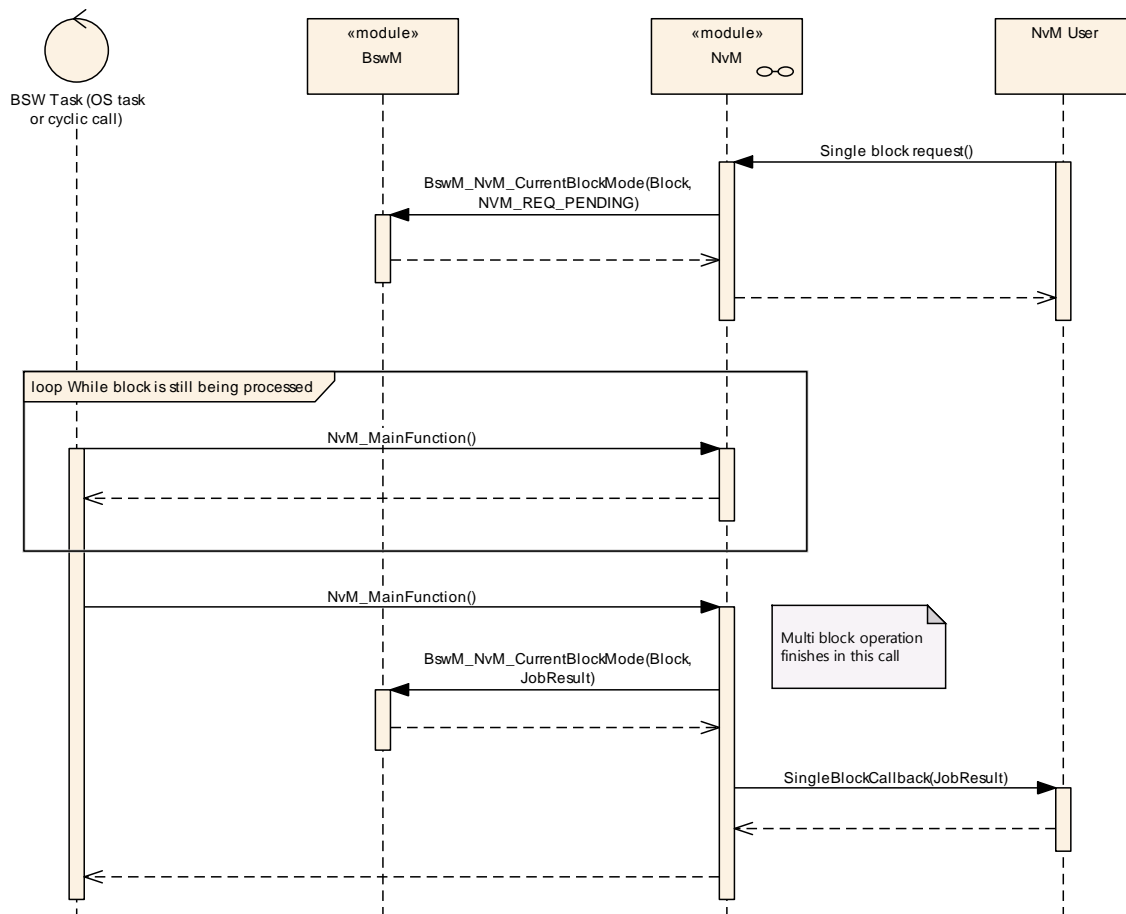 «module»
BswM
«module»
NvM
NvM User
BSW Task (OS task
or cyclic call)
Single block request()
BswM_NvM_CurrentBlockMode(Block,
NVM_REQ_PENDING)
loop While block is still being processed
NvM_MainFunction()
NvM_MainFunction()
Multi block operation
finishes in this call
BswM_NvM_CurrentBlockMode(Block,
JobResult)
SingleBlockCallback(JobResult)